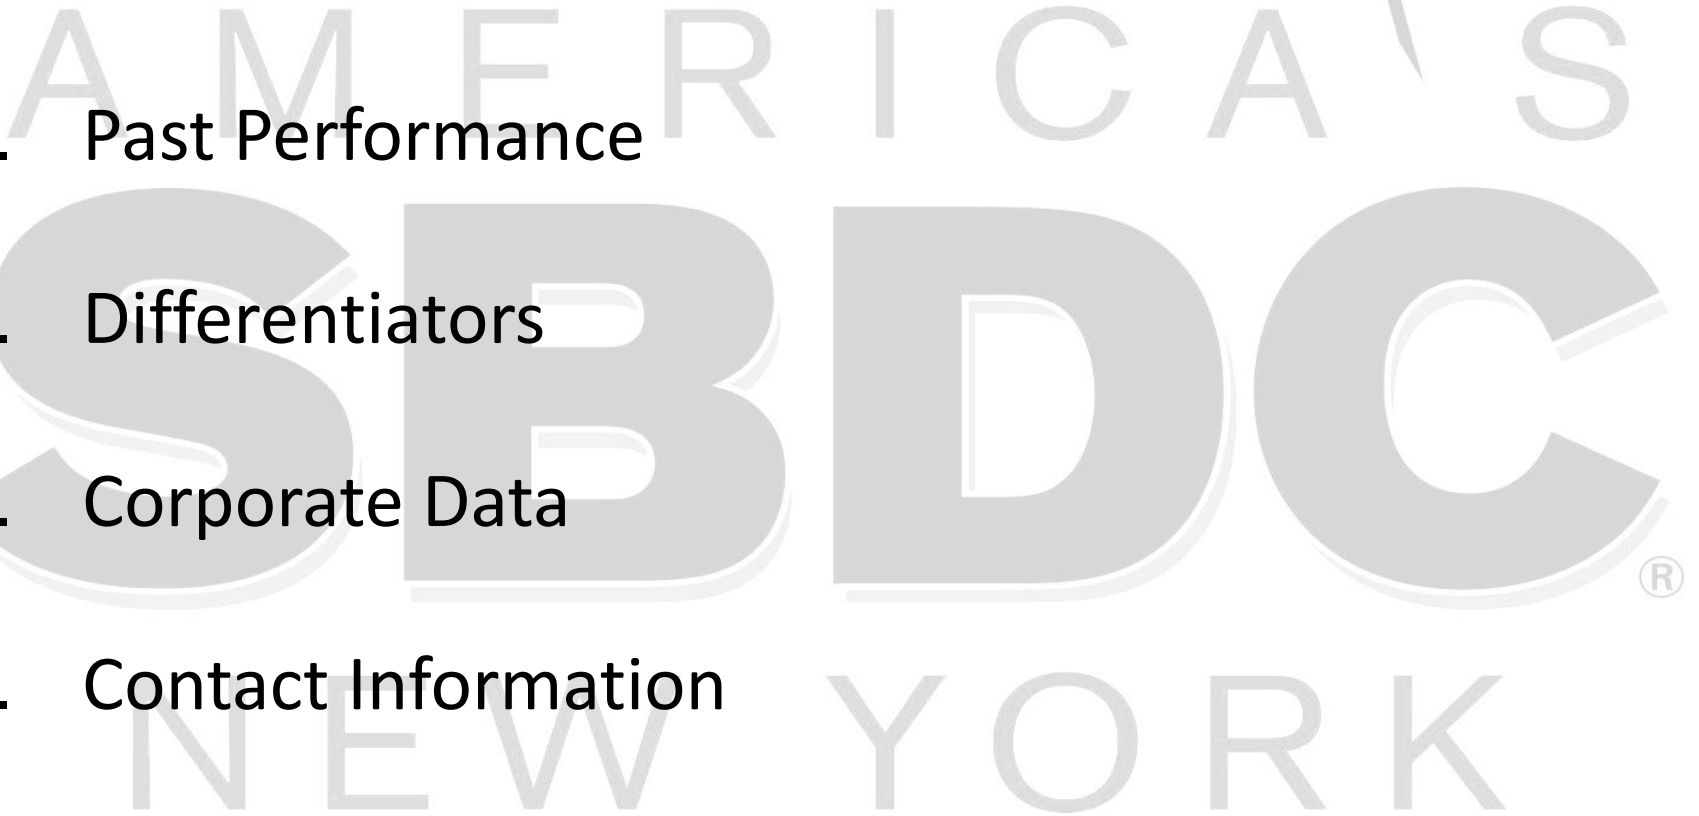 AMERICA'S
. Past Performance
SBDC
. Differentiators
. Corporate Data
®
. Contact Information
NEW YORK